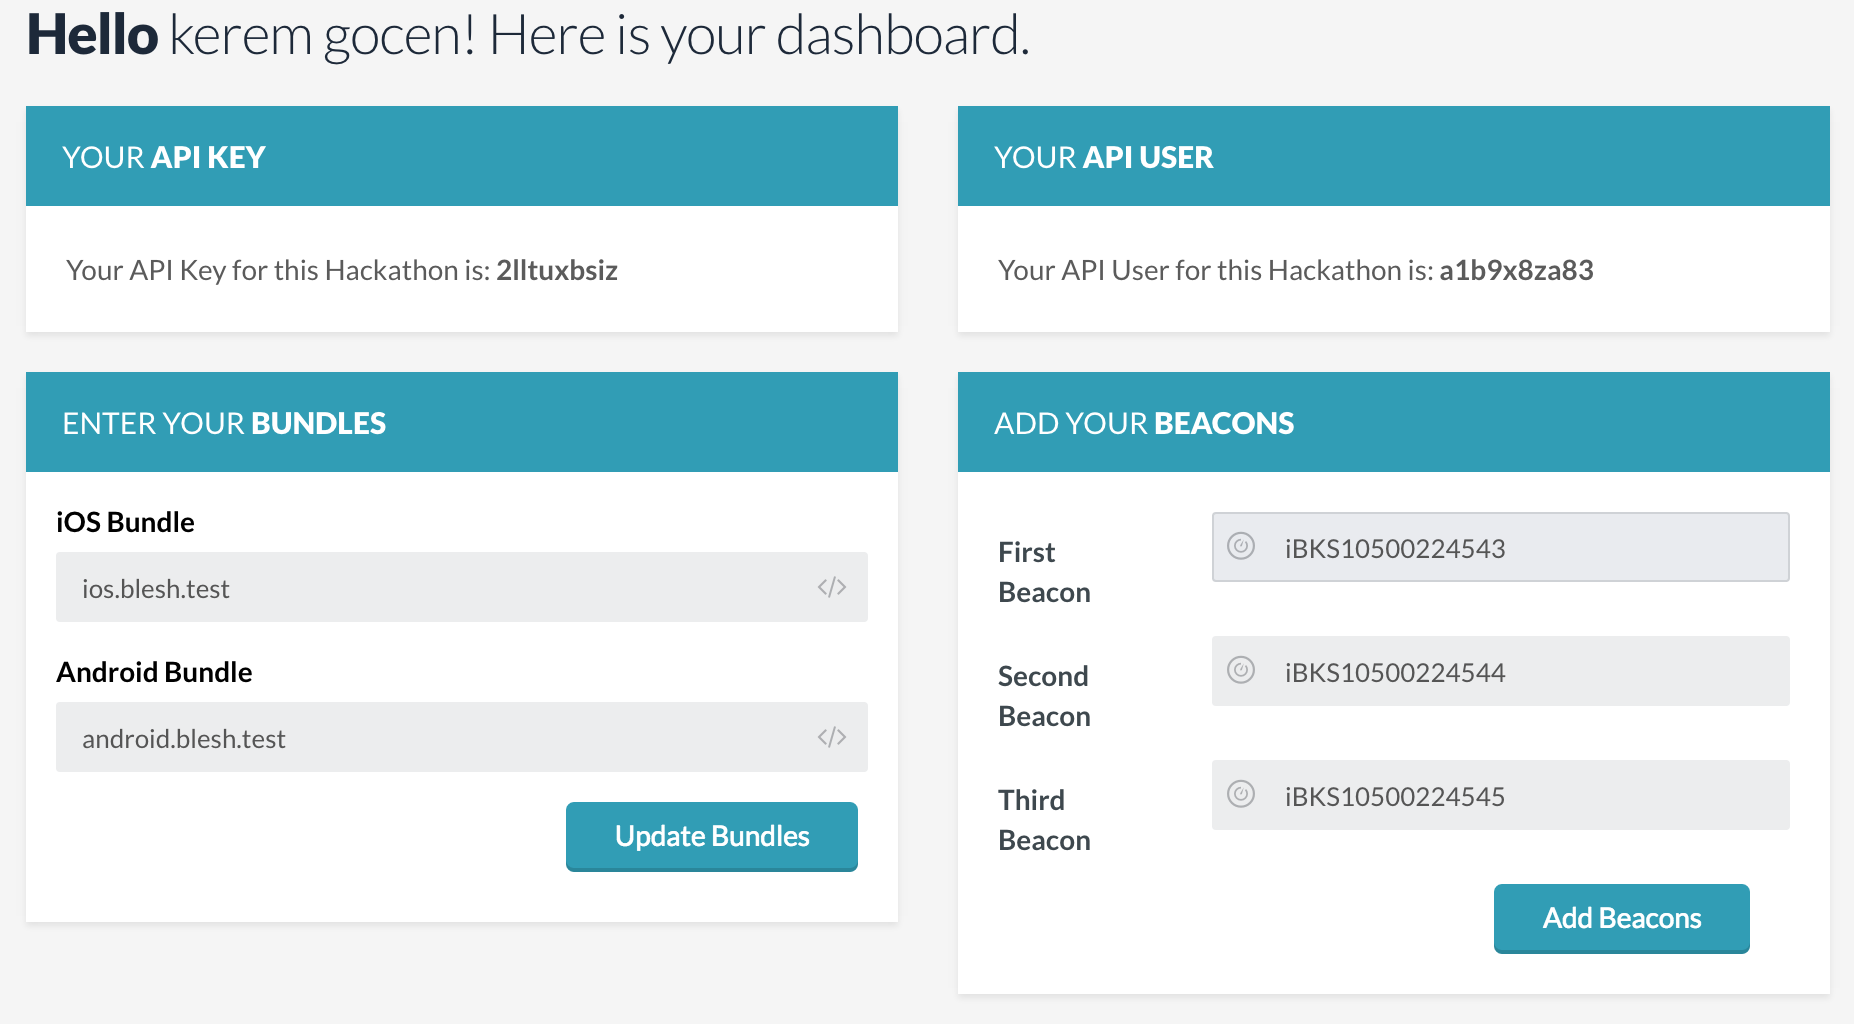 Hello kerem gocen! Here is your dashboard.
YOUR API KEY
Your API Key for this Hackathon is: 2lltuxbsiz
YOUR API USER
Your API User for this Hackathon is: a1b9x8za83
ENTER YOUR BUNDLES
iOS Bundle
ios.blesh.test
</>
Android Bundle
android.blesh.test
</>
Update Bundles
ADD YOUR BEACONS
First
Beacon
iBKS10500224543
Second
Beacon
iBKS10500224544
Third
Beacon
iBKS10500224545
Add Beacons